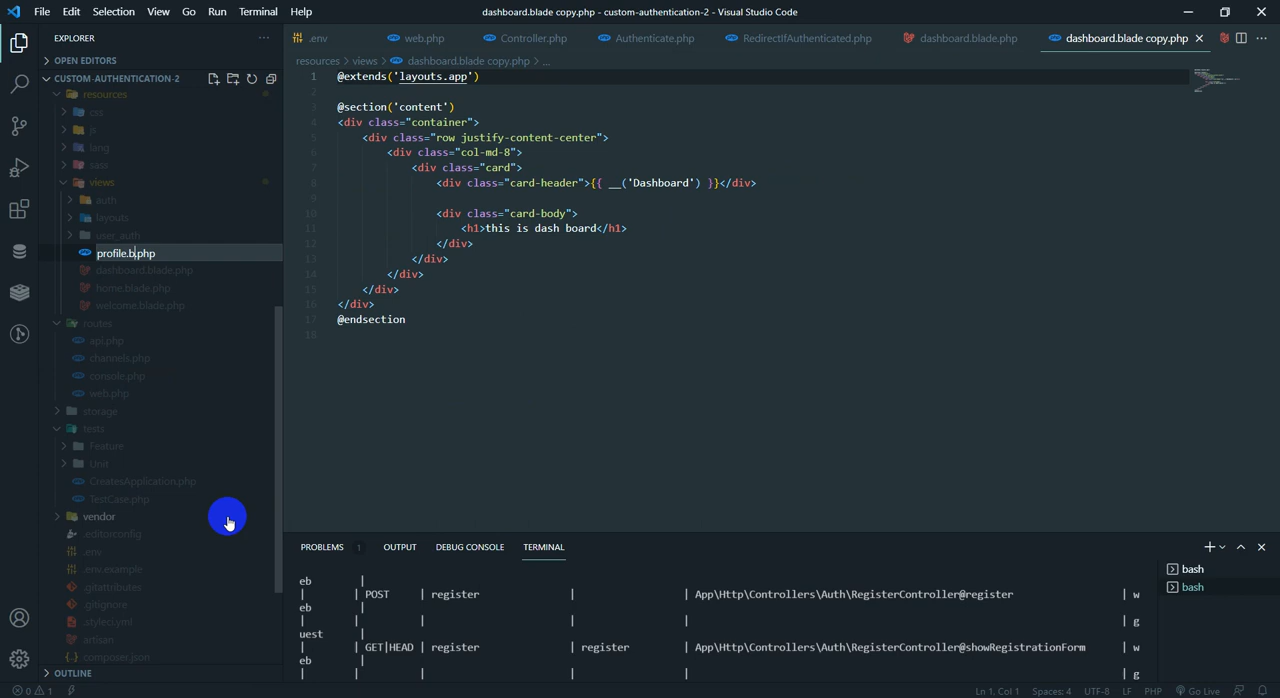 File Edit Selection View Go Run Terminal Help
dashboard.blade copy.php - custom-authentication-2 - Visual Studio Code
EXPLORER
OPEN EDITORS
CUSTOM-AUTHENTICATION-2
resources
css
js
lang
sass
views
auth
layouts
user_auth
profile.b.php
dashboard.blade.php
home.blade.php
welcome.blade.php
routes
api.php
channels.php
console.php
web.php
storage
tests
Feature
Unit
CreatesApplication.php
TestCase.php
vendor
.editorconfig
.env
.env.example
.gitattributes
.gitignore
.styleci.yml
artisan
composer.json
OUTLINE
.env web.php Controller.php Authenticate.php RedirectIfAuthenticated.php dashboard.blade.php dashboard.blade copy.php
resources > views > dashboard.blade copy.php > ...
1 @extends('layouts.app')
2
3 @section('content')
4 <div class="container">
5 <div class="row justify-content-center">
6 <div class="col-md-8">
7 <div class="card">
8 <div class="card-header">{{ __('Dashboard') }}</div>
9
10 <div class="card-body">
11 <h1>this is dash board</h1>
12 </div>
13 </div>
14 </div>
15 </div>
16 </div>
17 @endsection
18
PROBLEMS 1 OUTPUT DEBUG CONSOLE TERMINAL
bash
bash
eb |
| | POST | register | | App\Http\Controllers\Auth\RegisterController@register | w
eb |
| | | | | g
uest |
| | GET|HEAD | register | register | App\Http\Controllers\Auth\RegisterController@showRegistrationForm | w
eb |
| | | | | g
0 1 Ln 1, Col 1 Spaces: 4 UTF-8 LF PHP Go Live